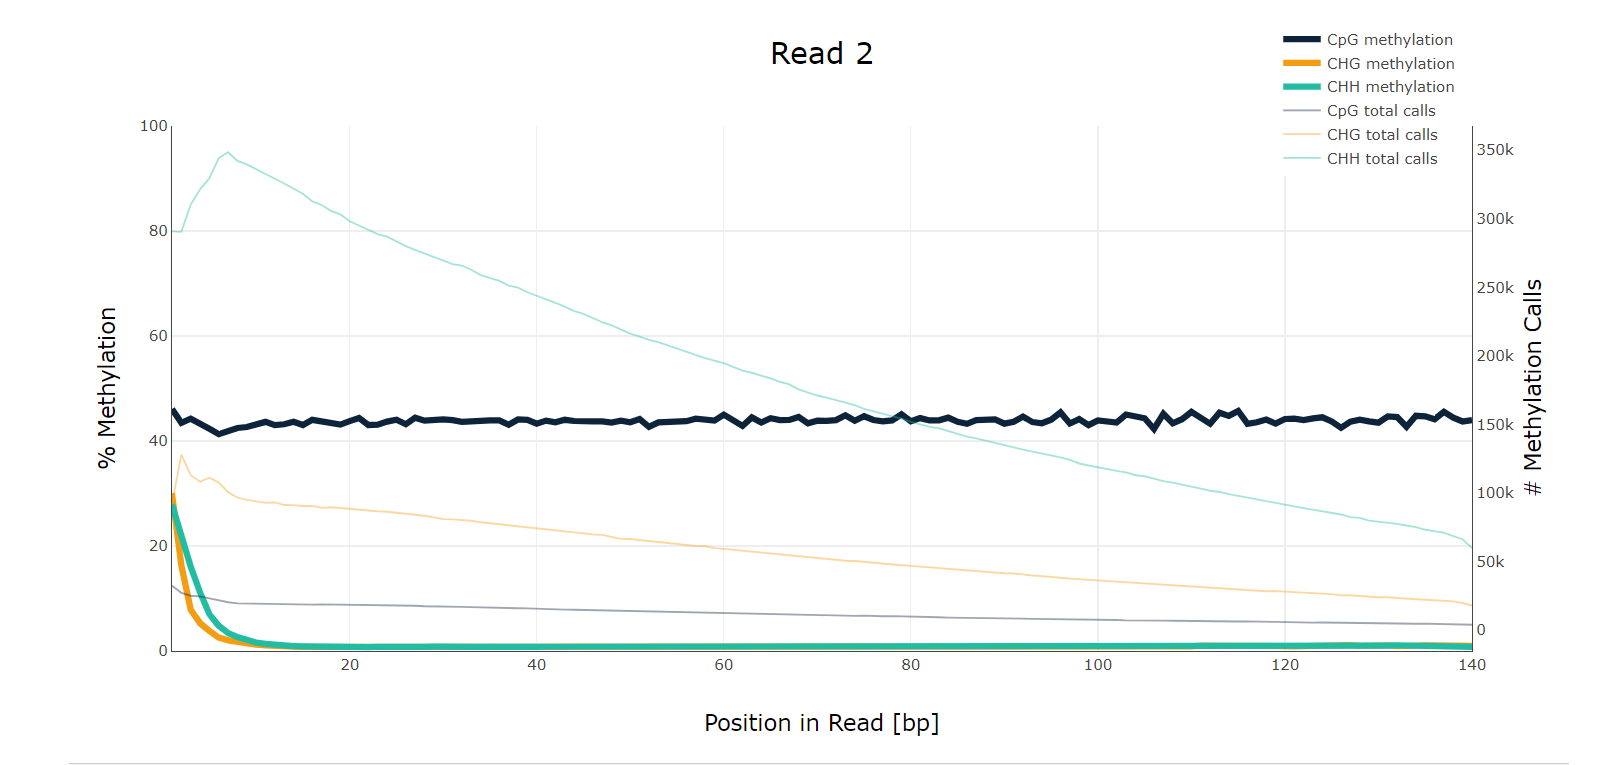 Read 2
CpG methylation
CHG methylation
CHH methylation
CpG total calls
CHG total calls
CHH total calls
100
80
60
40
20
0
% Methylation
350k
300k
250k
200k
150k
100k
50k
0
# Methylation Calls
20 40 60 80 100 120 140
Position in Read [bp]